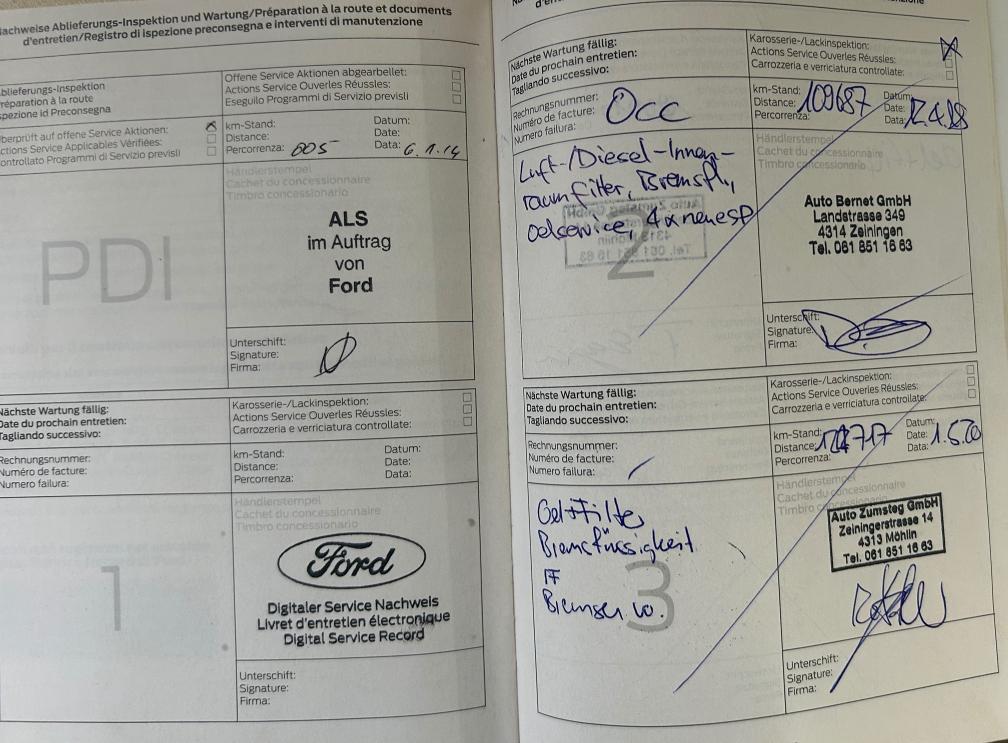 Nachweise Ablieferungs-Inspektion und Wartung/Préparation à la route et documents
d'entretien/Registro di ispezione preconsegna e interventi di manutenzione
Ablieferungs-Inspektion
Préparation à la route
Ispezione id Preconsegna
Offene Service Aktionen abgearbeitet:
Actions Service Ouverles Réussles:
Eseguilo Programmi di Servizio previsli
Überprüft auf offene Service Aktionen:
Actions Service Applicables Vérifiées:
Controllato Programmi di Servizio previsli
km-Stand:
Distance:
Percorrenza: 005
Datum:
Date:
Data: 6.1.14
PDI
Händlerstempel
Cachet du concessionnaire
Timbro concessionario
ALS
im Auftrag
von
Ford
Unterschift:
Signature:
Firma:
Nächste Wartung fällig:
Date du prochain entretien:
Tagliando successivo:
Karosserie-/Lackinspektion:
Actions Service Ouverles Réussles:
Carrozzeria e verriciatura controllate:
Rechnungsnummer:
Numéro de facture:
Numero failura:
km-Stand:
Distance:
Percorrenza:
Datum:
Date:
Data:
1
Händlerstempel
Cachet du concessionnaire
Timbro concessionario
Ford
Digitaler Service Nachweis
Livret d'entretien électronique
Digital Service Record
Unterschift:
Signature:
Firma:
Nächste Wartung fällig:
Date du prochain entretien:
Tagliando successivo:
Karosserie-/Lackinspektion:
Actions Service Ouverles Réussles:
Carrozzeria e verriciatura controllate:
Rechnungsnummer:
Numéro de facture:
Numero failura:
Occ
km-Stand:
Distance: 109687
Percorrenza:
Datum:
Date:
Data:
Luft-/Diesel-Innen-
raumfilter, Bremsfl.,
oelservice, 4x neue
2
Händlerstempel
Cachet du concessionnaire
Timbro concessionario
Auto Bernet GmbH
Landstrasse 349
4314 Zeiningen
Tel. 061 851 16 63
Unterschift:
Signature:
Firma:
Nächste Wartung fällig:
Date du prochain entretien:
Tagliando successivo:
Karosserie-/Lackinspektion:
Actions Service Ouverles Réussles:
Carrozzeria e verriciatura controllate:
Rechnungsnummer:
Numéro de facture:
Numero failura:
km-Stand:
Distance:
Percorrenza:
Datum:
Date: 1.5.20
Data:
3
Bremsflüssigkeit
Händlerstempel
Cachet du concessionnaire
Timbro concessionario
Auto Zumsteg GmbH
Zeiningerstrasse 14
4313 Möhlin
Tel. 061 851 16 63
Unterschift:
Signature:
Firma: